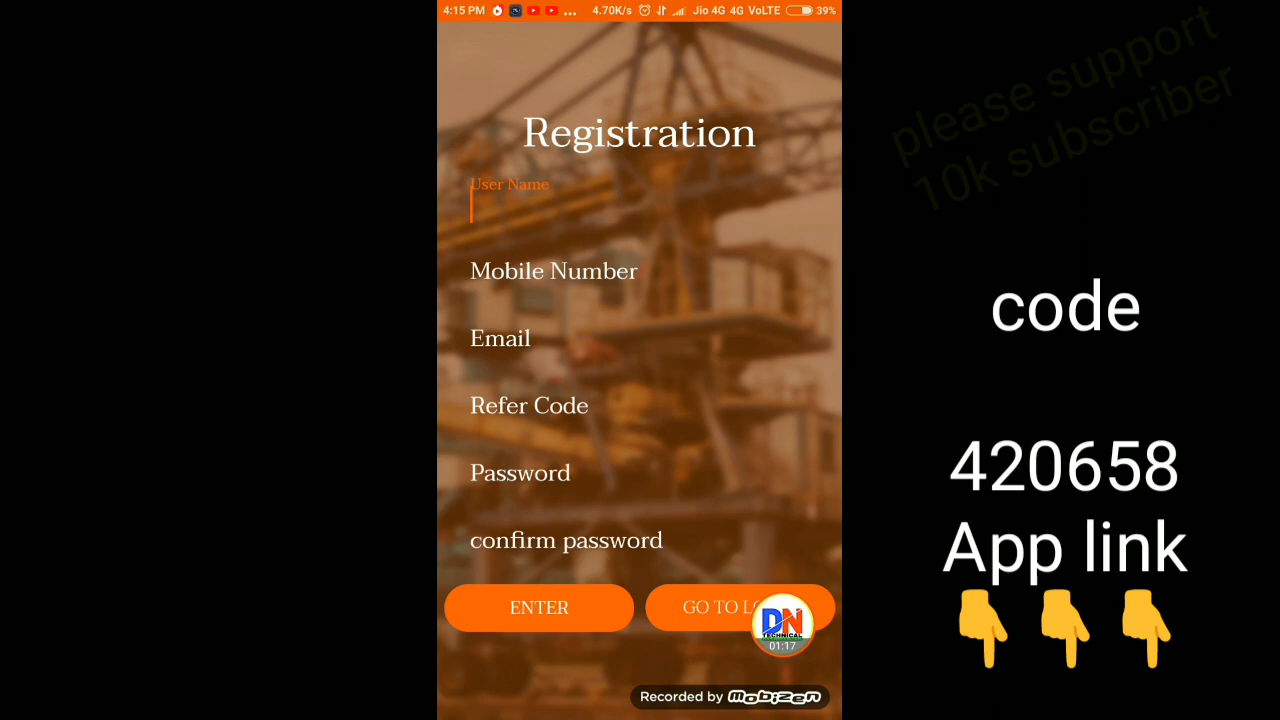 4:15 PM ... 4.70K/s Jio 4G 4G VoLTE 39%
Registration
User Name
Mobile Number
Email
Refer Code
Password
confirm password
ENTER
GO TO LO
DN
TECHNICAL
01:17
Recorded by Mobizen
please support
10k subscriber
code
420658
App link